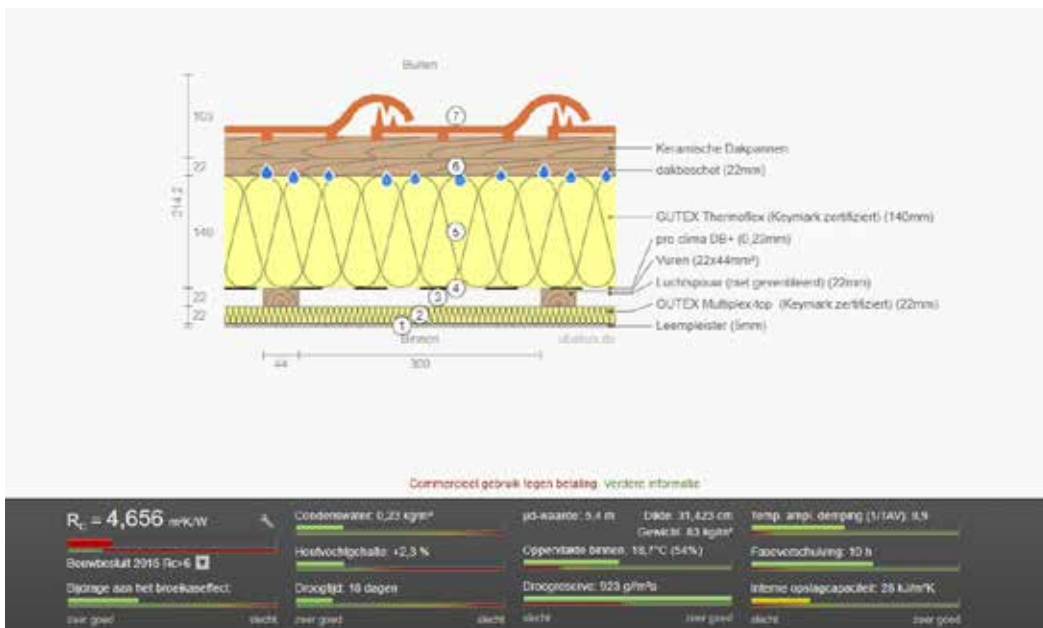 Buiten
103
22
214,2
140
22
22
7
6
5
4
3
2
1
Keramische Dakpannen
dakbeschot (22mm)
GUTEX Thermoflex (Keymark zertifiziert) (140mm)
pro clima DB+ (0,23mm)
Vuren (22x44mm²)
Luchtspouw (niet geventileerd) (22mm)
GUTEX Multiplex-top (Keymark zertifiziert) (22mm)
Leempleister (5mm)
Binnen
ubakus.de
44
300
Commercieel gebruik tegen betaling Verdere informatie
Rc = 4,656 m²K/W
Bouwbesluit 2015 Rc>6
Bijdrage aan het broeikaseffect
zeer goed slecht
Condenswater: 0,23 kg/m²
Houtvochtgehalte: +2,3 %
Droogtijd: 16 dagen
zeer goed slecht
μd-waarde: 5,4 m
Dikte: 31,423 cm
Gewicht: 83 kg/m²
Oppervlakte binnen: 18,7°C (54%)
Droogreserve: 923 g/m²a
slecht zeer goed
Temp. ampl. demping (1/TAV): 8,9
Faseverschuiving: 10 h
Interne opslagcapaciteit: 28 kJ/m²K
slecht zeer goed